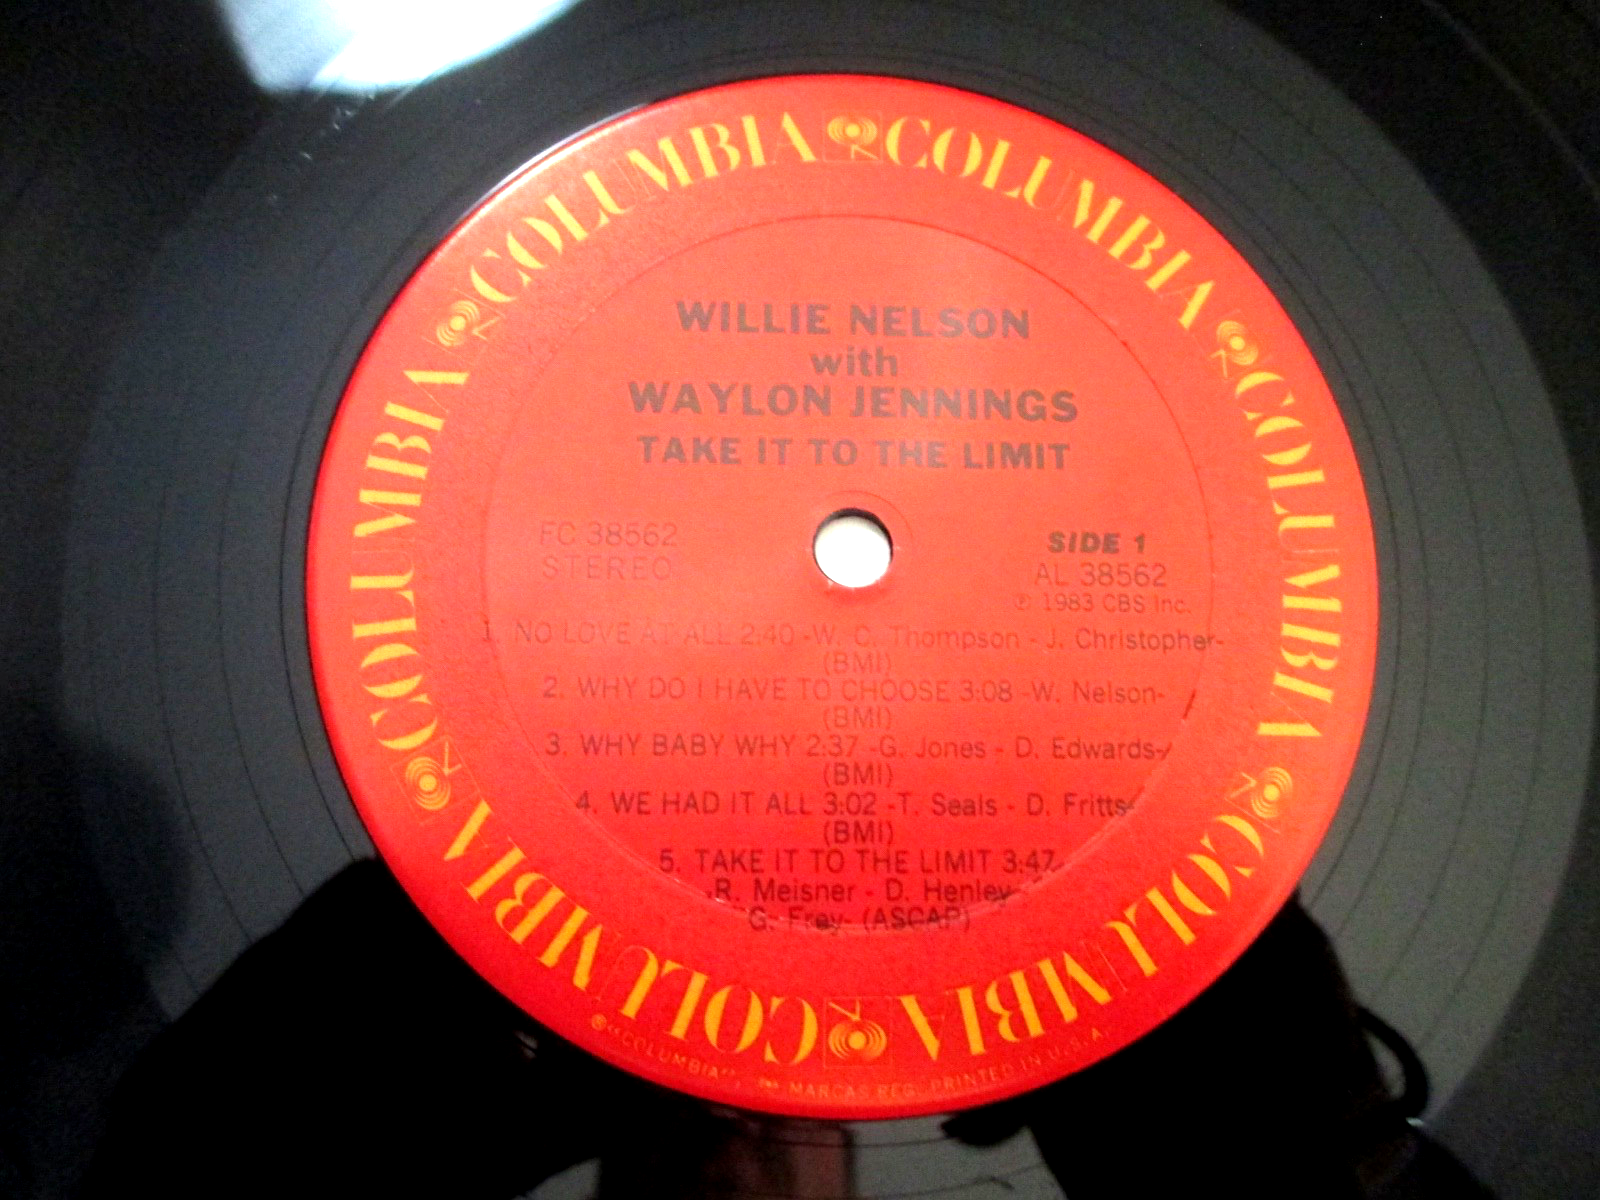 COLUMBIA COLUMBIA COLUMBIA COLUMBIA COLUMBIA COLUMBIA
WILLIE NELSON
with
WAYLON JENNINGS
TAKE IT TO THE LIMIT
FC 38562
STEREO
SIDE 1
AL 38562
℗ 1983 CBS Inc.
1. NO LOVE AT ALL 2:40 -W. C. Thompson - J. Christopher-
(BMI)
2. WHY DO I HAVE TO CHOOSE 3:08 -W. Nelson-
(BMI)
3. WHY BABY WHY 2:37 -G. Jones - D. Edwards-
(BMI)
4. WE HAD IT ALL 3:02 -T. Seals - D. Fritts-
(BMI)
5. TAKE IT TO THE LIMIT 3:47
-R. Meisner - D. Henley -
G. Frey- (ASCAP)
® "COLUMBIA", MARCAS REG. PRINTED IN U.S.A.